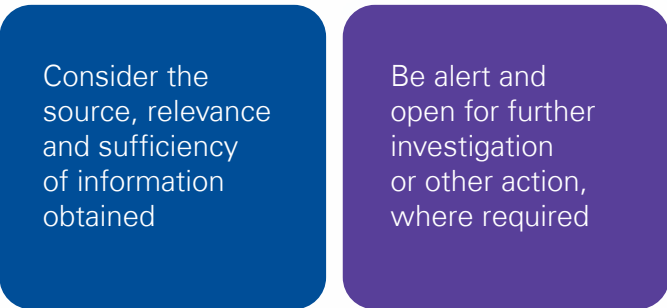 Consider the
source, relevance
and sufficiency
of information
obtained
Be alert and
open for further
investigation
or other action,
where required